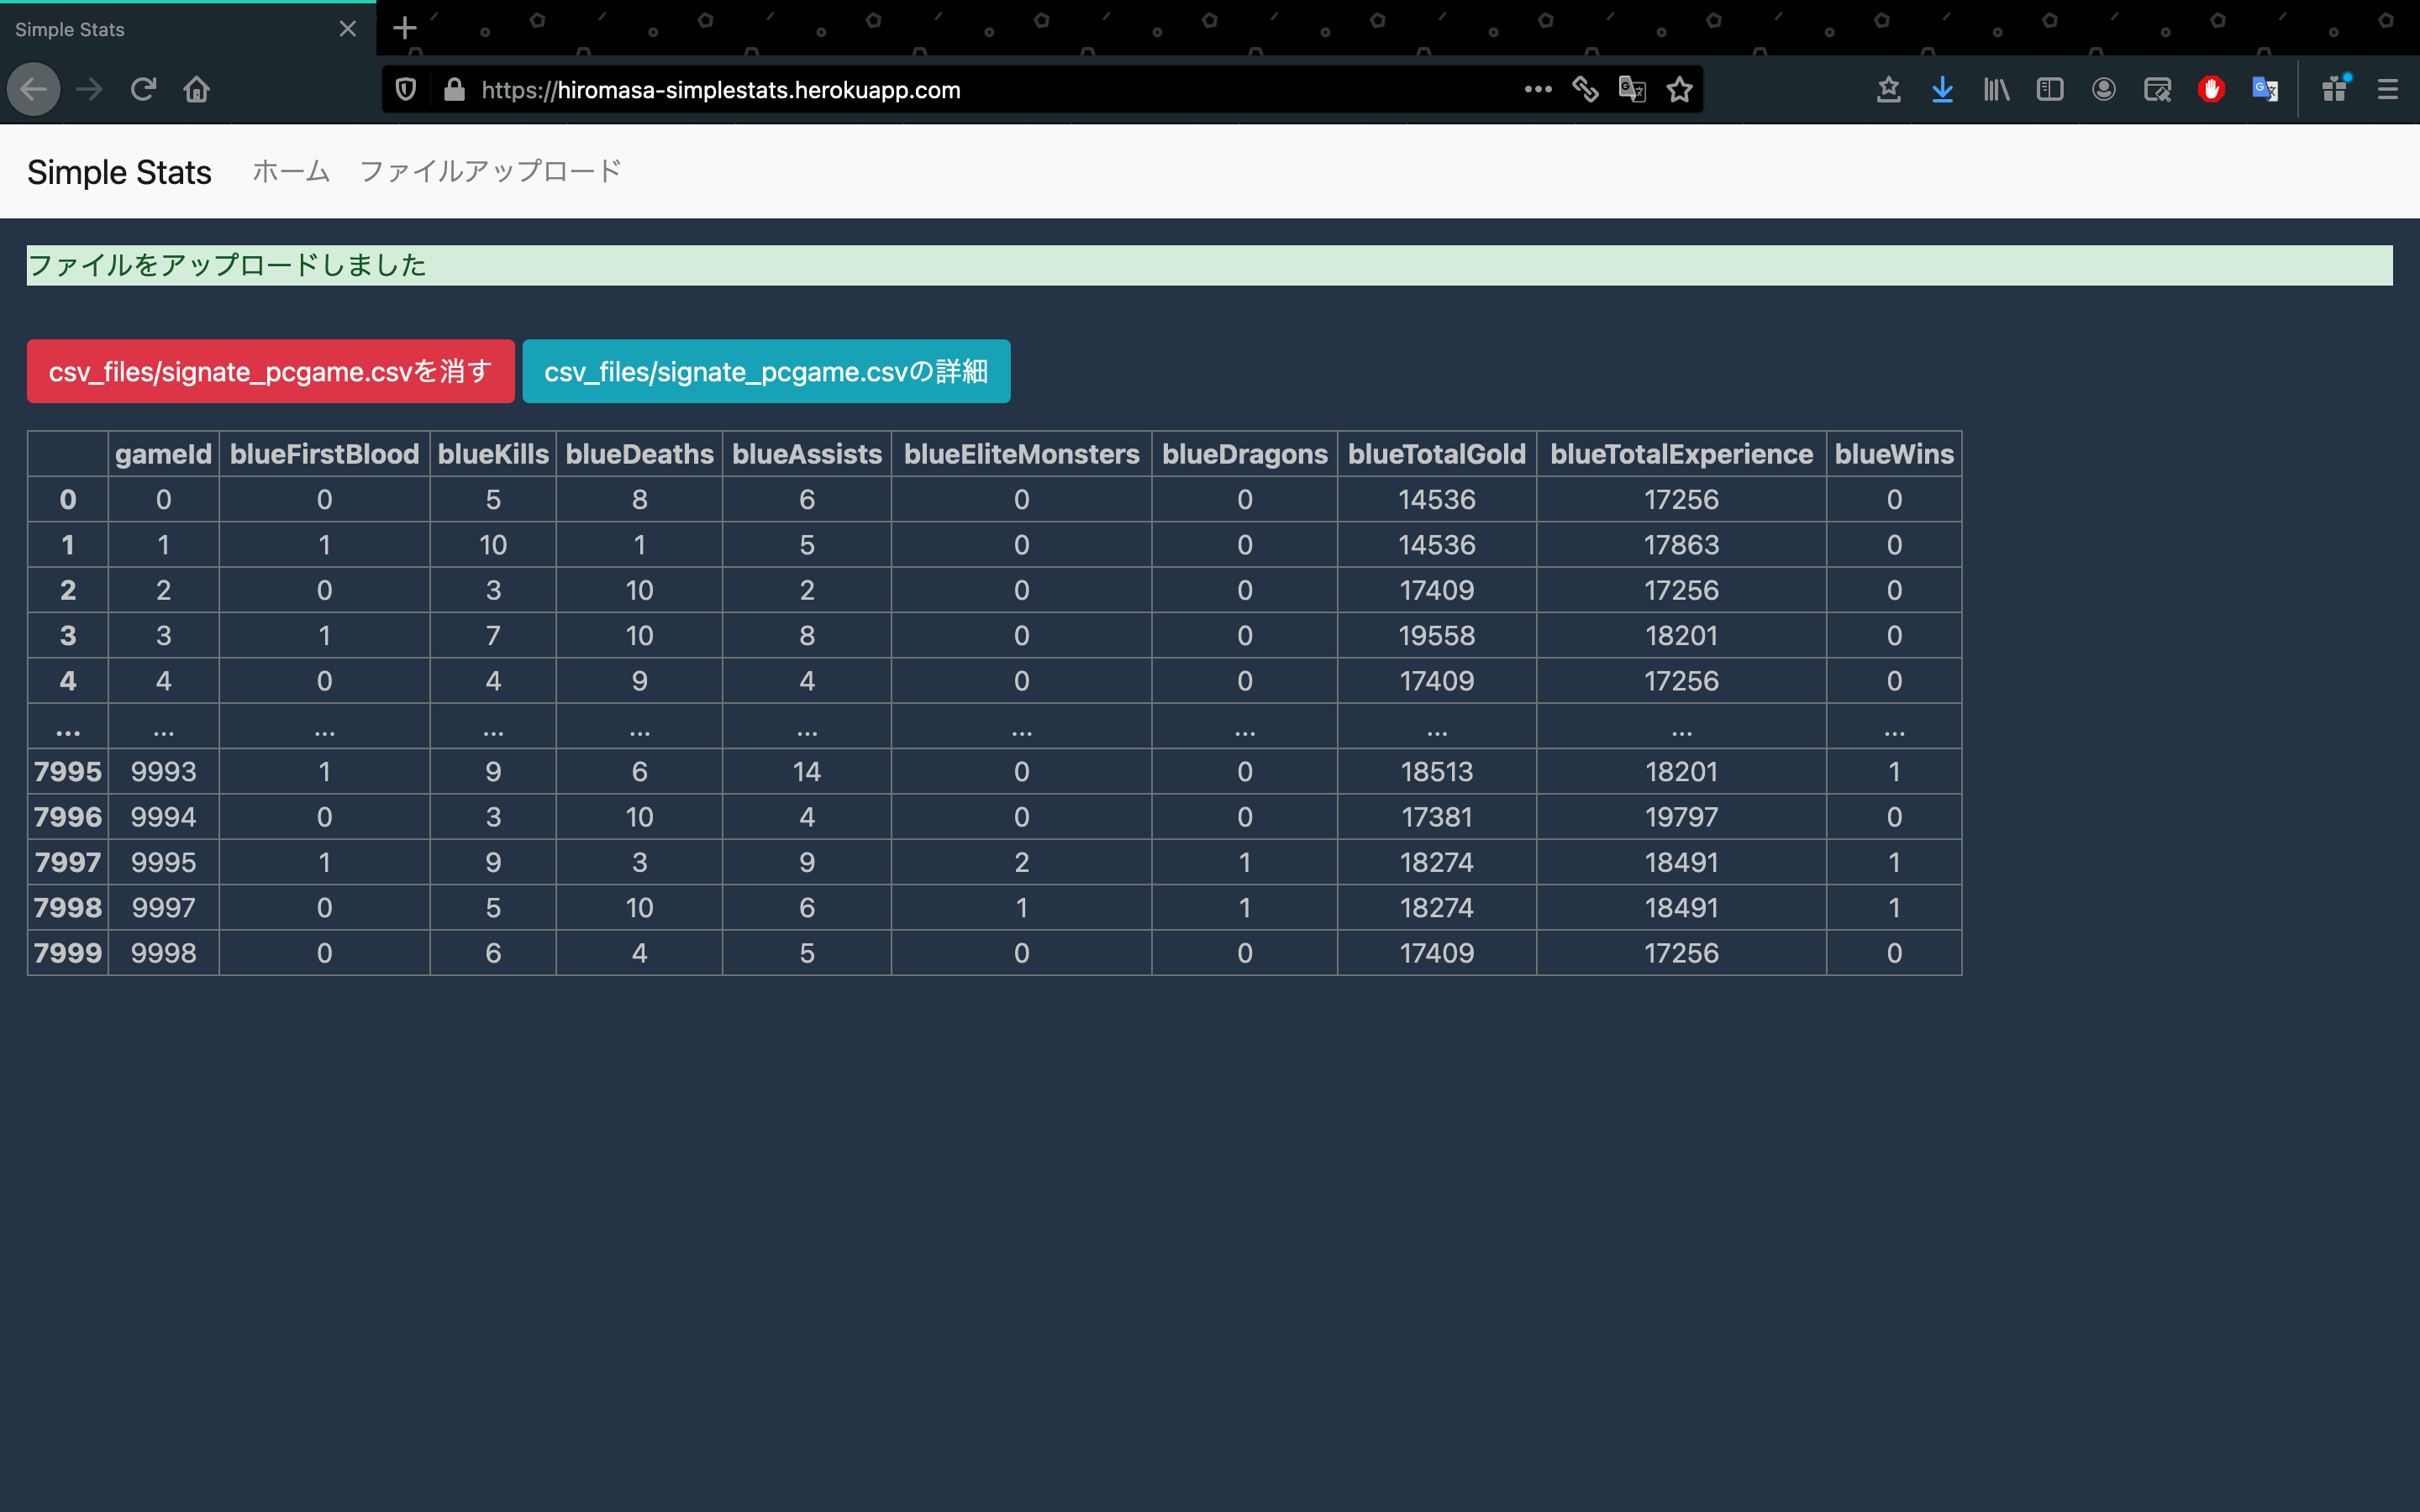 Simple Stats
https://hiromasa-simplestats.herokuapp.com
Simple Stats ホーム ファイルアップロード
ファイルをアップロードしました
csv_files/signate_pcgame.csvを消す csv_files/signate_pcgame.csvの詳細
gameId blueFirstBlood blueKills blueDeaths blueAssists blueEliteMonsters blueDragons blueTotalGold blueTotalExperience blueWins
0 0 0 5 8 6 0 0 14536 17256 0
1 1 1 10 1 5 0 0 14536 17863 0
2 2 0 3 10 2 0 0 17409 17256 0
3 3 1 7 10 8 0 0 19558 18201 0
4 4 0 4 9 4 0 0 17409 17256 0
... ... ... ... ... ... ... ... ... ... ...
7995 9993 1 9 6 14 0 0 18513 18201 1
7996 9994 0 3 10 4 0 0 17381 19797 0
7997 9995 1 9 3 9 2 1 18274 18491 1
7998 9997 0 5 10 6 1 1 18274 18491 1
7999 9998 0 6 4 5 0 0 17409 17256 0